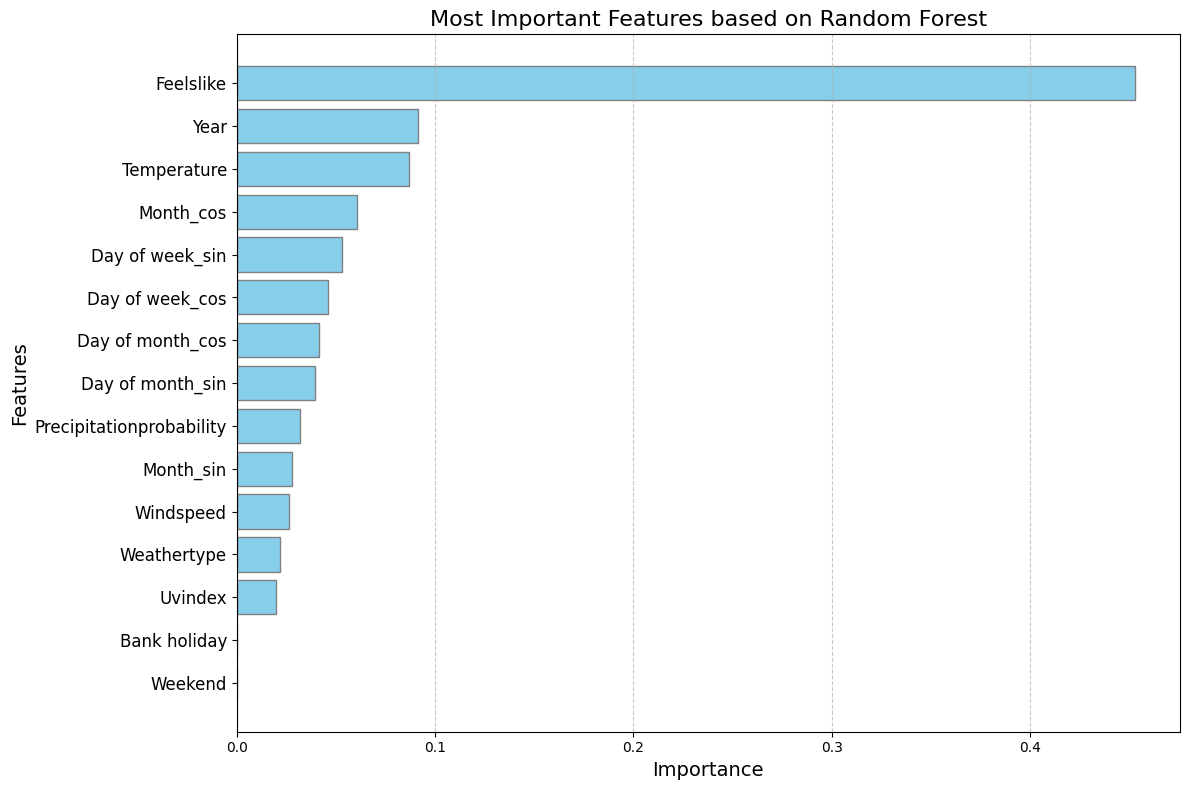 Most Important Features based on Random Forest
Feelslike
Year
Temperature
Month_cos
Day of week_sin
Day of week_cos
Day of month_cos
Day of month_sin
Precipitationprobability
Month_sin
Windspeed
Weathertype
Uvindex
Bank holiday
Weekend
Features
0.0 0.1 0.2 0.3 0.4
Importance